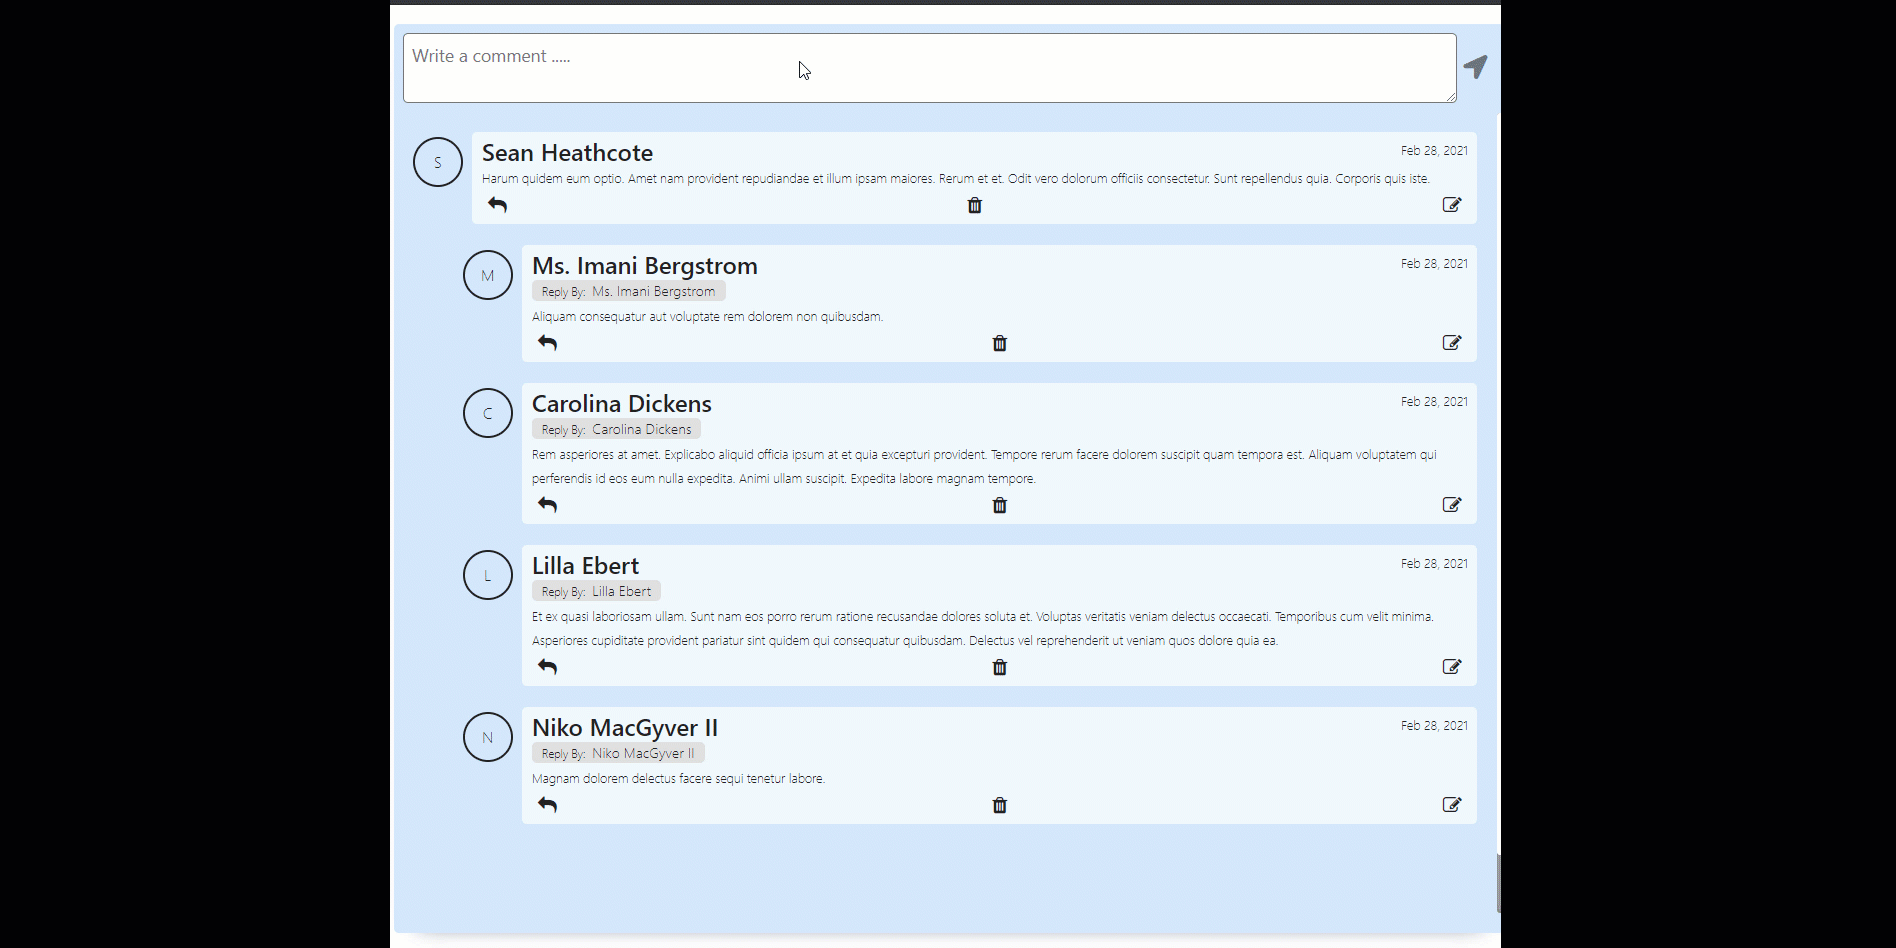 Write a comment .....
S
Sean Heathcote
Feb 28, 2021
Harum quidem eum optio. Amet nam provident repudiandae et illum ipsam maiores. Rerum et et. Odit vero dolorum officiis consectetur. Sunt repellendus quia. Corporis quis iste.
M
Ms. Imani Bergstrom
Feb 28, 2021
Reply By: Ms. Imani Bergstrom
Aliquam consequatur aut voluptate rem dolorem non quibusdam.
C
Carolina Dickens
Feb 28, 2021
Reply By: Carolina Dickens
Rem asperiores at amet. Explicabo aliquid officia ipsum at et quia excepturi provident. Tempore rerum facere dolorem suscipit quam tempora est. Aliquam voluptatem qui
perferendis id eos eum nulla expedita. Animi ullam suscipit. Expedita labore magnam tempore.
L
Lilla Ebert
Feb 28, 2021
Reply By: Lilla Ebert
Et ex quasi laboriosam ullam. Sunt nam eos porro rerum ratione recusandae dolores soluta et. Voluptas veritatis veniam delectus occaecati. Temporibus cum velit minima.
Asperiores cupiditate provident pariatur sint quidem qui consequatur quibusdam. Delectus vel reprehenderit ut veniam quos dolore quia ea.
N
Niko MacGyver II
Feb 28, 2021
Reply By: Niko MacGyver II
Magnam dolorem delectus facere sequi tenetur labore.